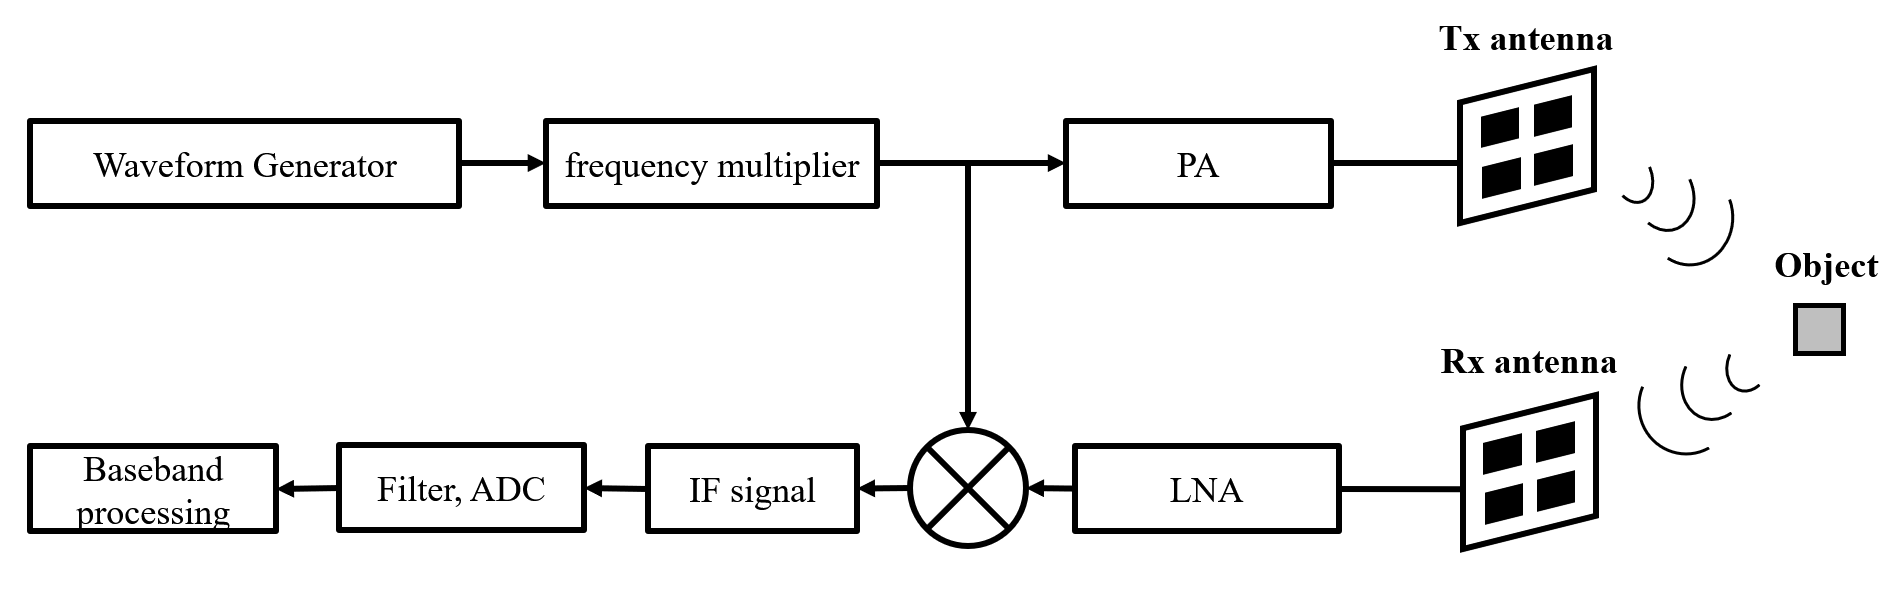 Tx antenna
Waveform Generator
frequency multiplier
PA
Object
Rx antenna
Baseband
processing
Filter, ADC
IF signal
LNA